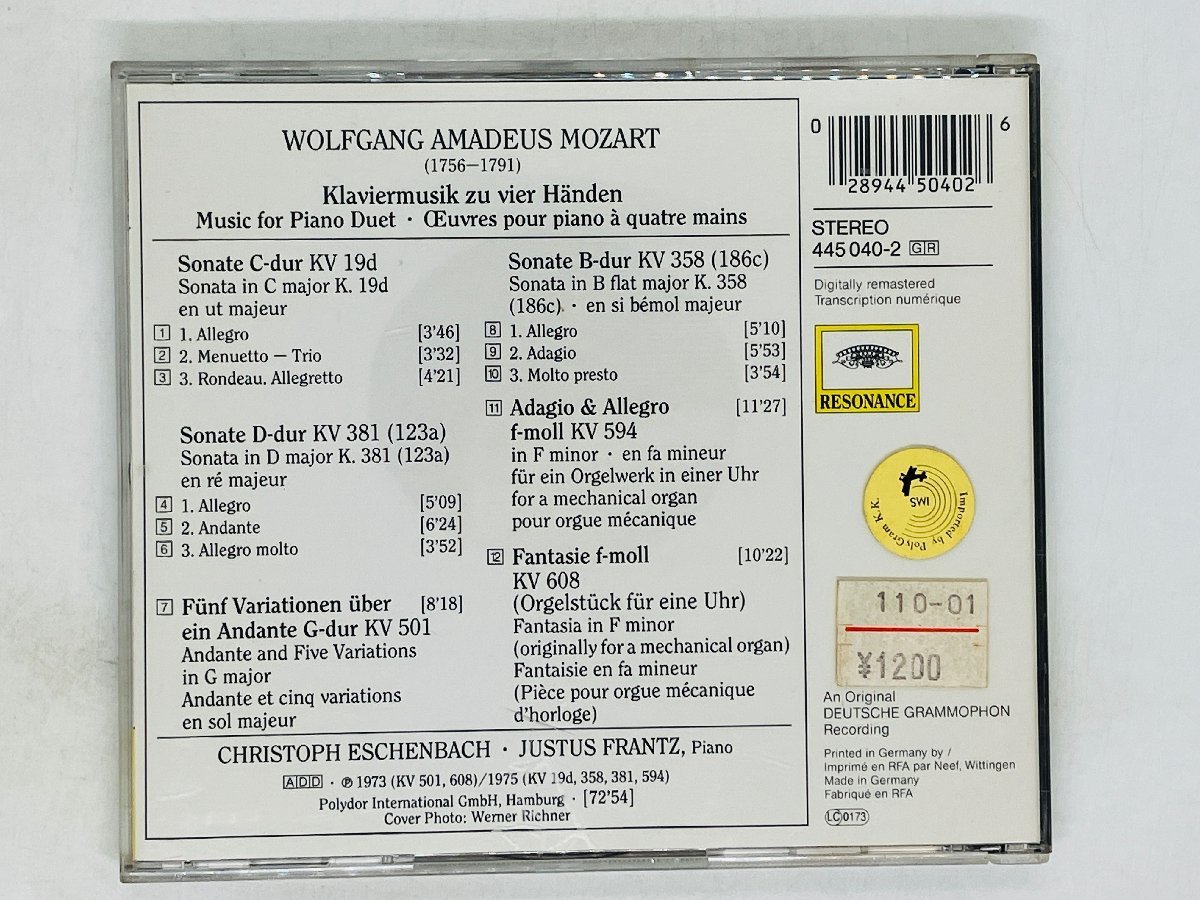 WOLFGANG AMADEUS MOZART
(1756–1791)
Klaviermusik zu vier Händen
Music for Piano Duet · Œuvres pour piano à quatre mains
Sonate C-dur KV 19d
Sonata in C major K. 19d
en ut majeur
1 1. Allegro [3'46]
2 2. Menuetto – Trio [3'32]
3 3. Rondeau. Allegretto [4'21]
Sonate D-dur KV 381 (123a)
Sonata in D major K. 381 (123a)
en ré majeur
4 1. Allegro [5'09]
5 2. Andante [6'24]
6 3. Allegro molto [3'52]
7 Fünf Variationen über [8'18]
ein Andante G-dur KV 501
Andante and Five Variations
in G major
Andante et cinq variations
en sol majeur
Sonate B-dur KV 358 (186c)
Sonata in B flat major K. 358
(186c) · en si bémol majeur
8 1. Allegro [5'10]
9 2. Adagio [5'53]
10 3. Molto presto [3'54]
11 Adagio & Allegro [11'27]
f-moll KV 594
in F minor · en fa mineur
für ein Orgelwerk in einer Uhr
for a mechanical organ
pour orgue mécanique
12 Fantasie f-moll [10'22]
KV 608
(Orgelstück für eine Uhr)
Fantasia in F minor
(originally for a mechanical organ)
Fantaisie en fa mineur
(Pièce pour orgue mécanique
d'horloge)
CHRISTOPH ESCHENBACH · JUSTUS FRANTZ, Piano
ADD · ℗ 1973 (KV 501, 608)/1975 (KV 19d, 358, 381, 594)
Polydor International GmbH, Hamburg · [72'54]
Cover Photo: Werner Richner
0 28944 50402 6
STEREO
445 040-2 GR
Digitally remastered
Transcription numérique
RESONANCE
SWI
Imported by PolyGram K.K.
110-01
¥1200
An Original
DEUTSCHE GRAMMOPHON
Recording
Printed in Germany by /
Imprimé en RFA par Neef, Wittingen
Made in Germany
Fabriqué en RFA
LC 0173